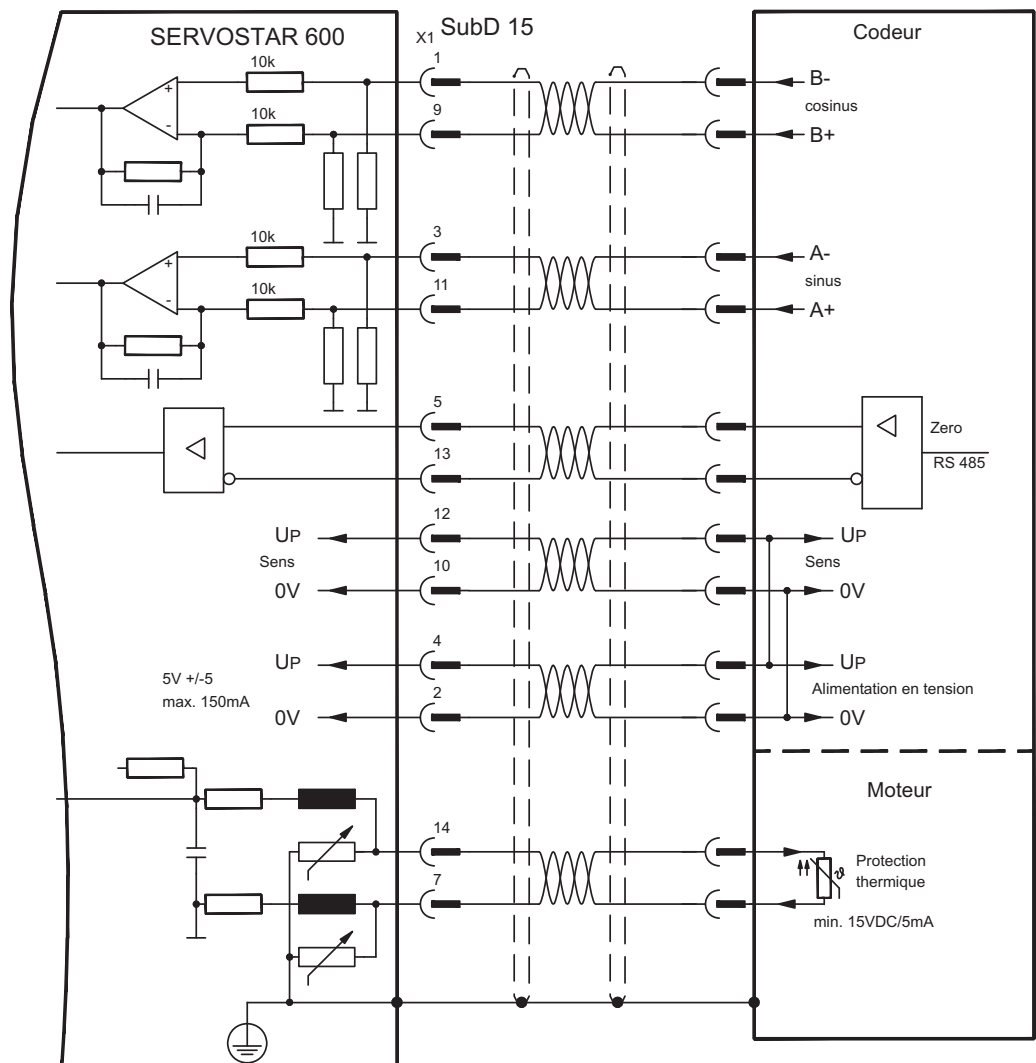 SERVOSTAR 600
X1 SubD 15
Codeur
10k
1
B-
cosinus
10k
9
B+
+
-
10k
3
A-
sinus
10k
11
A+
+
-
5
Zero
13
RS 485
UP
12
UP
Sens
Sens
0V
10
0V
UP
4
UP
5V +/-5
max. 150mA
Alimentation en tension
0V
2
0V
Moteur
14
Protection
thermique
7
min. 15VDC/5mA
ϑ